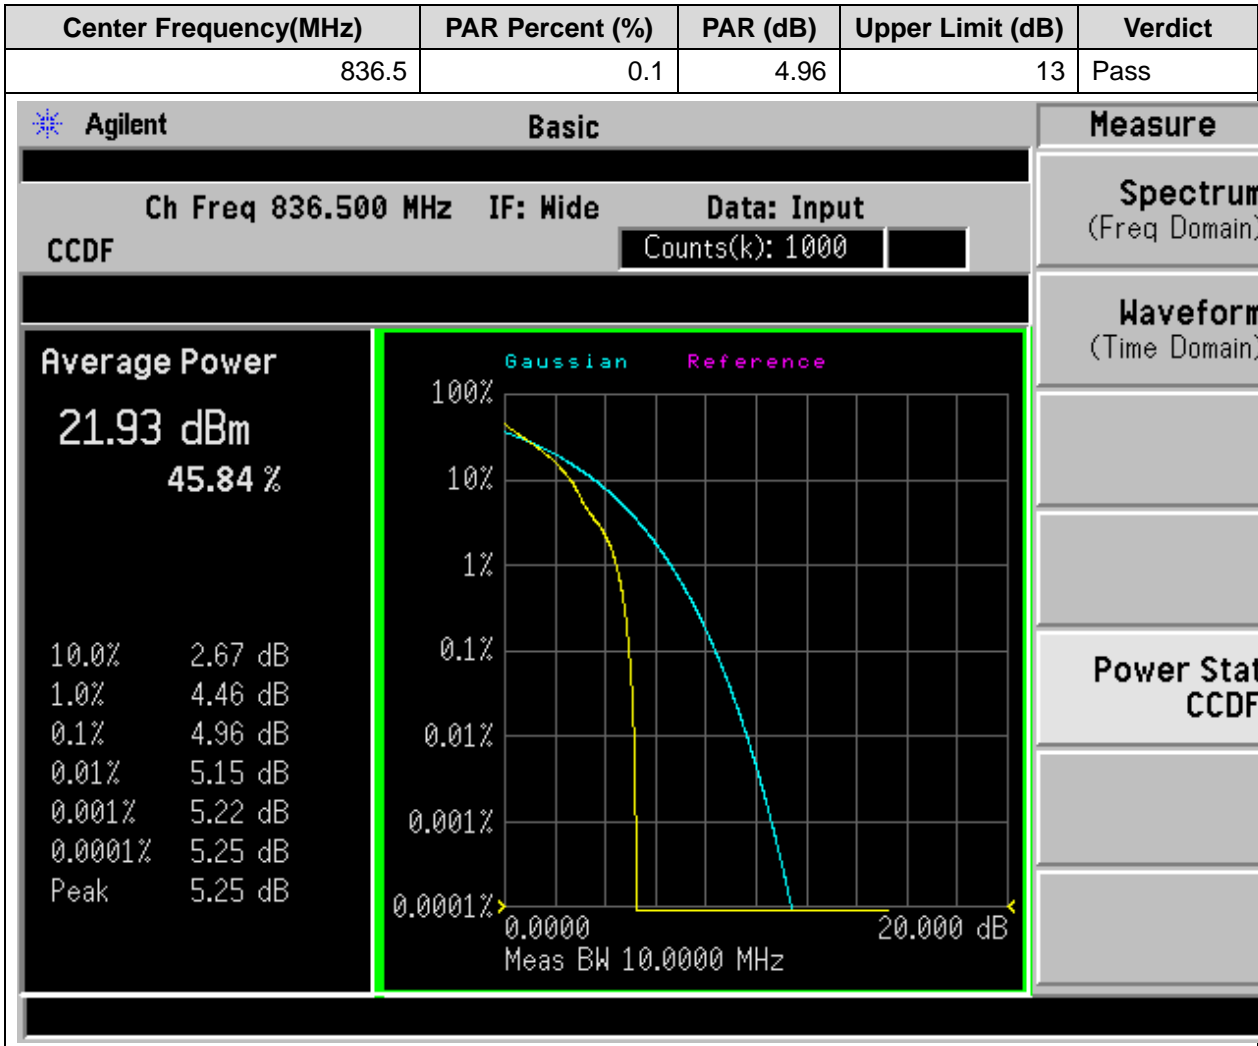 Center Frequency(MHz) PAR Percent (%) PAR (dB) Upper Limit (dB) Verdict
836.5 0.1 4.96 13 Pass
Agilent Basic Measure
Ch Freq 836.500 MHz IF: Wide Data: Input
CCDF Counts(k): 1000
Spectrum
(Freq Domain)
Waveform
(Time Domain)
Power Stat
CCDF
Average Power
21.93 dBm
45.84 %
10.0% 2.67 dB
1.0% 4.46 dB
0.1% 4.96 dB
0.01% 5.15 dB
0.001% 5.22 dB
0.0001% 5.25 dB
Peak 5.25 dB
Gaussian Reference
100%
10%
1%
0.1%
0.01%
0.001%
0.0001%
0.0000 20.000 dB
Meas BW 10.0000 MHz